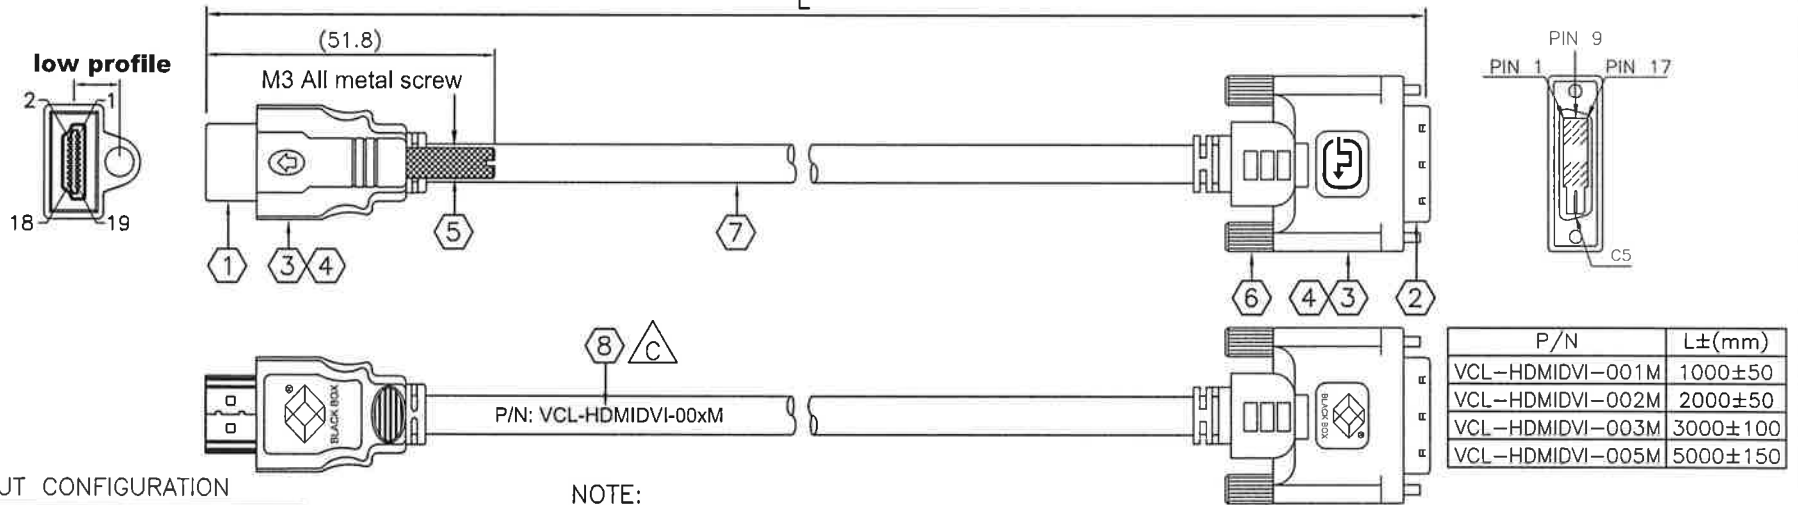 L
(51.8)
low profile
M3 All metal screw
2
1
18
19
PIN 9
PIN 1
PIN 17
C5
1
3
4
5
7
6
4
3
2
8
C
BLACK BOX
®
P/N: VCL-HDMIDVI-00xM
BLACK BOX
®
P/N L±(mm)
VCL-HDMIDVI-001M 1000±50
VCL-HDMIDVI-002M 2000±50
VCL-HDMIDVI-003M 3000±100
VCL-HDMIDVI-005M 5000±150
UT CONFIGURATION
NOTE: